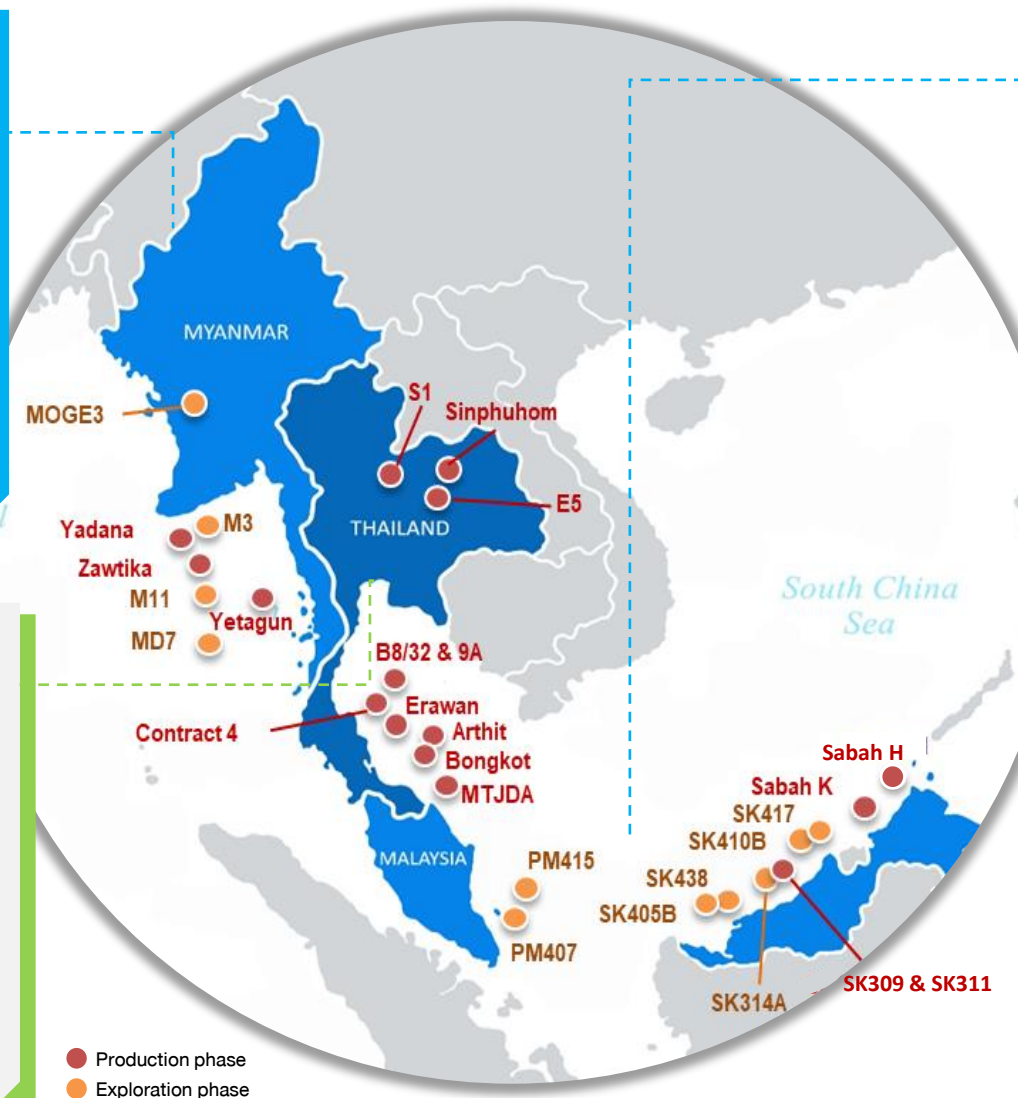 MYANMAR
MOGE3
S1
Sinphuhom
E5
THAILAND
Yadana
M3
Zawtika
M11
Yetagun
MD7
South China
Sea
B8/32 & 9A
Contract 4
Erawan
Arthit
Bongkot
MTJDA
Sabah H
Sabah K
SK417
SK410B
MALAYSIA
PM415
SK438
SK405B
PM407
SK314A
SK309 & SK311
Production phase
Exploration phase